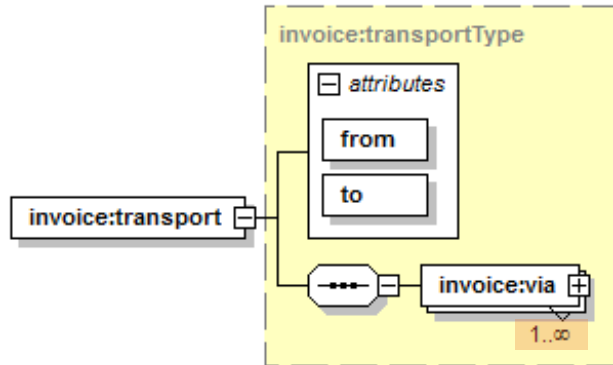 invoice:transportType
attributes
from
to
invoice:transport
invoice:via
1..∞